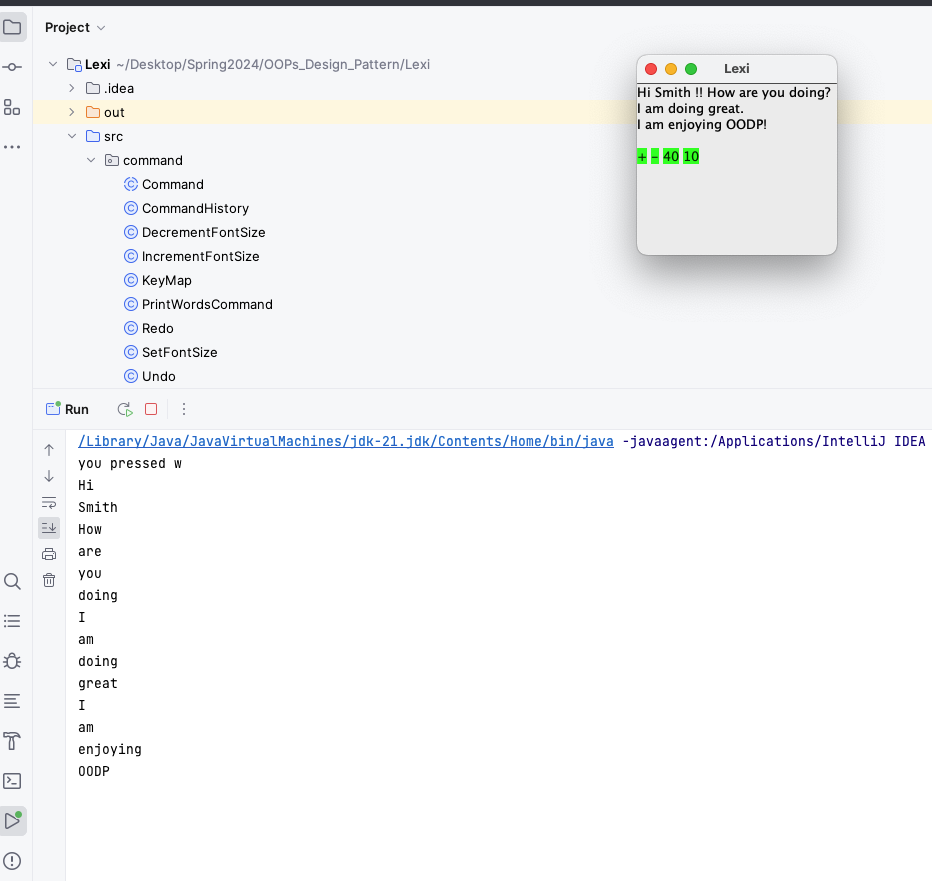 Project
Lexi ~/Desktop/Spring2024/OOPs_Design_Pattern/Lexi
.idea
out
src
command
Command
CommandHistory
DecrementFontSize
IncrementFontSize
KeyMap
PrintWordsCommand
Redo
SetFontSize
Undo
Lexi
Hi Smith !! How are you doing?
I am doing great.
I am enjoying OODP!
+ - 40 10
Run
/Library/Java/JavaVirtualMachines/jdk-21.jdk/Contents/Home/bin/java -javaagent:/Applications/IntelliJ IDEA
you pressed w
Hi
Smith
How
are
you
doing
I
am
doing
great
I
am
enjoying
OODP